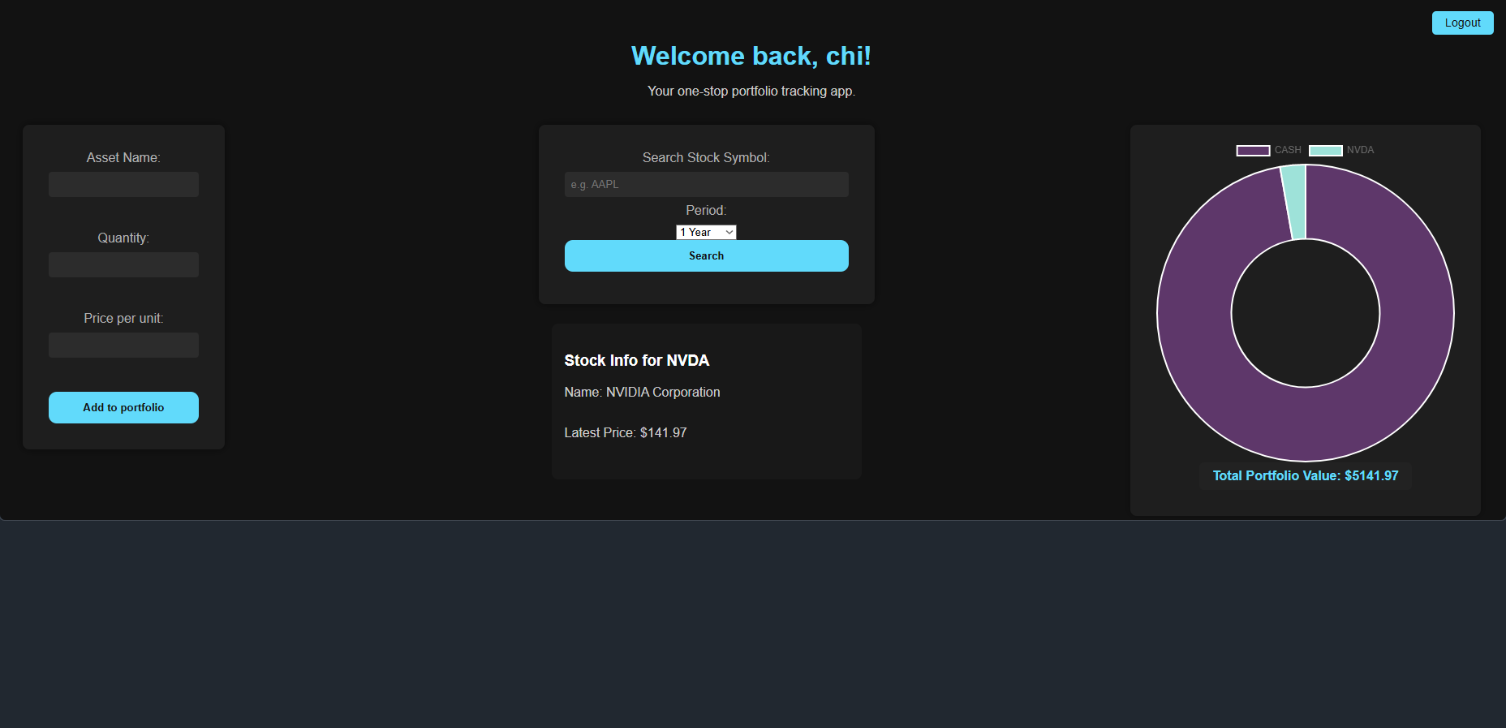 Logout
Welcome back, chi!
Your one-stop portfolio tracking app.
Asset Name:
Quantity:
Price per unit:
Add to portfolio
Search Stock Symbol:
e.g. AAPL
Period:
1 Year
Search
Stock Info for NVDA
Name: NVIDIA Corporation
Latest Price: $141.97
CASH NVDA
Total Portfolio Value: $5141.97